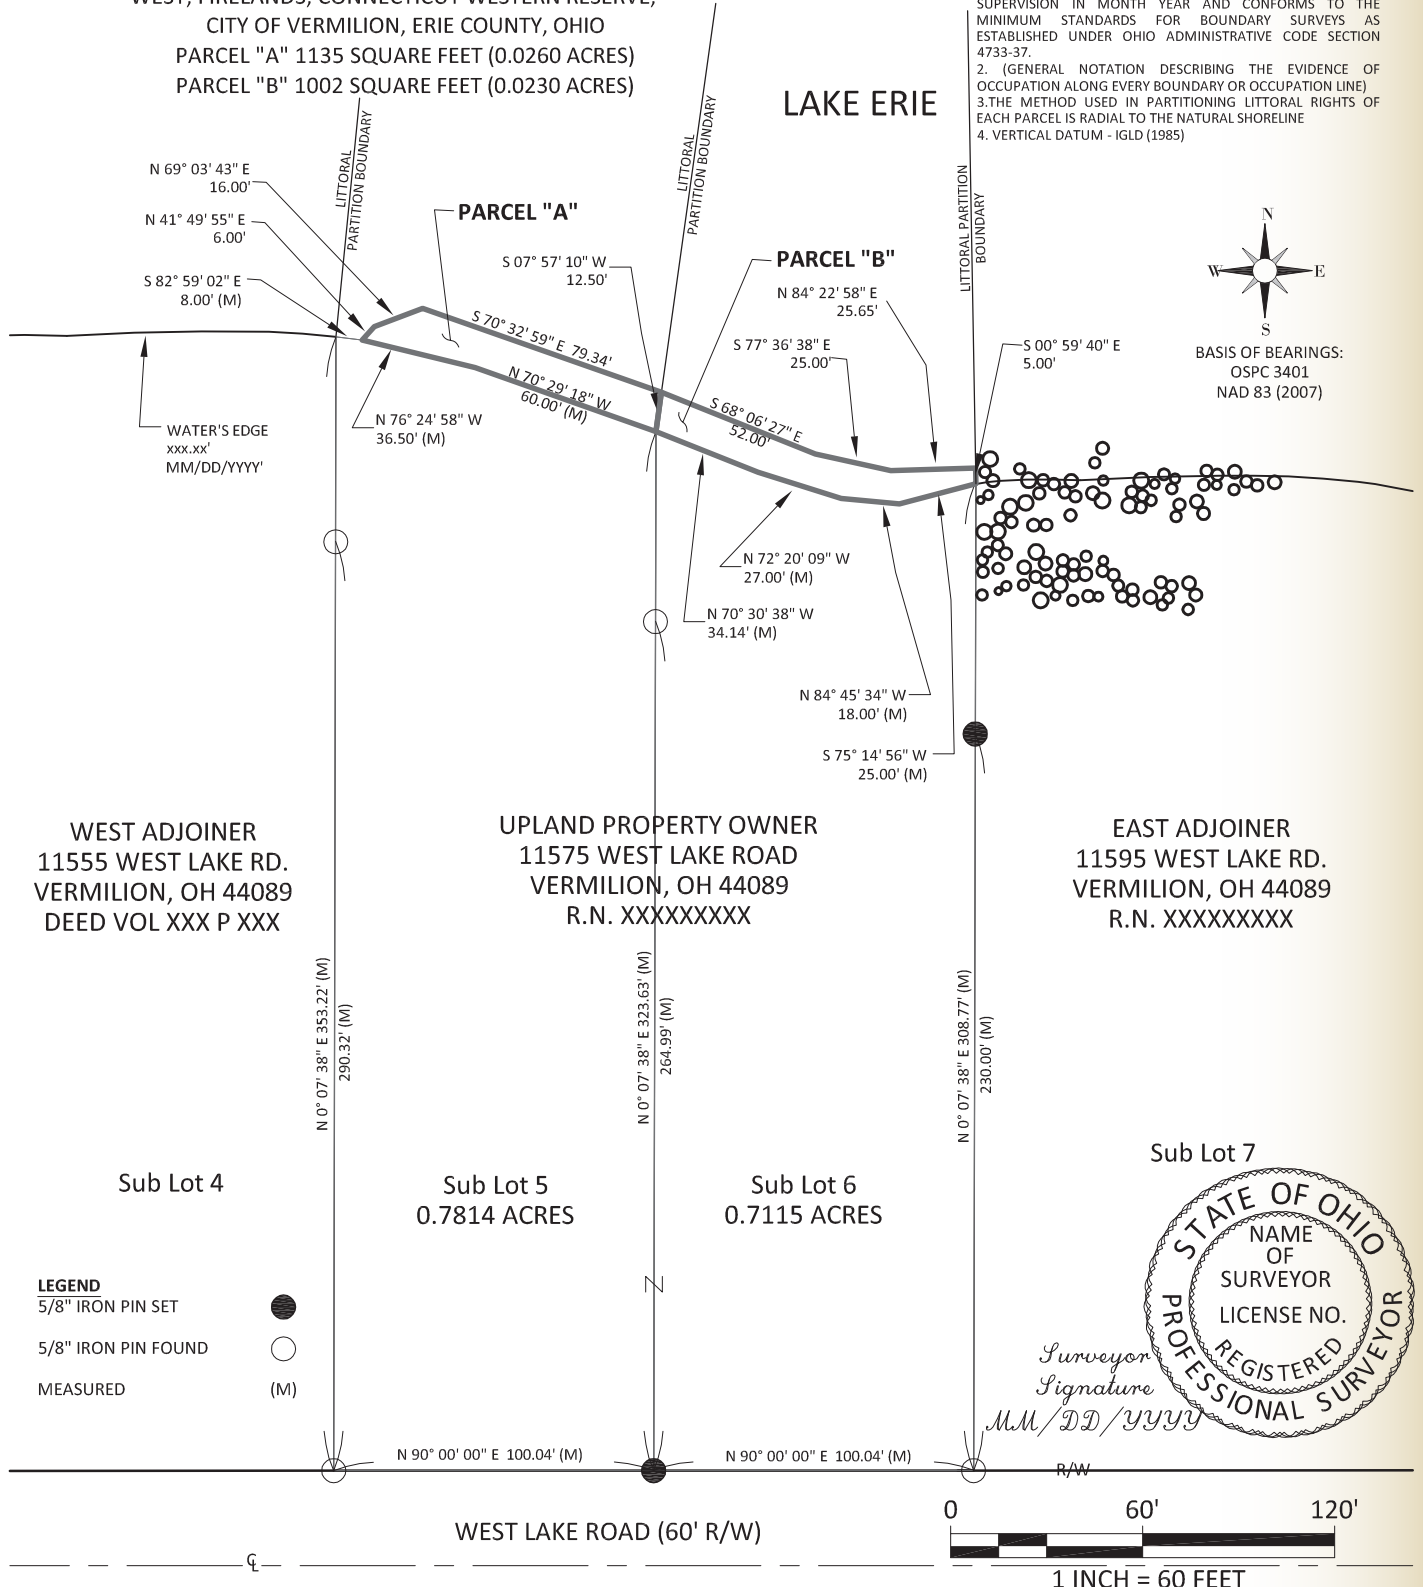 WEST, FIRELANDS, CONNECTICUT WESTERN RESERVE,
CITY OF VERMILION, ERIE COUNTY, OHIO
PARCEL "A" 1135 SQUARE FEET (0.0260 ACRES)
PARCEL "B" 1002 SQUARE FEET (0.0230 ACRES)
SUPERVISION IN MONTH YEAR AND CONFORMS TO THE
MINIMUM STANDARDS FOR BOUNDARY SURVEYS AS
ESTABLISHED UNDER OHIO ADMINISTRATIVE CODE SECTION
4733-37.
2. (GENERAL NOTATION DESCRIBING THE EVIDENCE OF
OCCUPATION ALONG EVERY BOUNDARY OR OCCUPATION LINE)
3.THE METHOD USED IN PARTITIONING LITTORAL RIGHTS OF
EACH PARCEL IS RADIAL TO THE NATURAL SHORELINE
4. VERTICAL DATUM - IGLD (1985)
LAKE ERIE
LITTORAL
PARTITION BOUNDARY
LITTORAL
PARTITION BOUNDARY
LITTORAL PARTITION
BOUNDARY
N 69° 03' 43" E
16.00'
N 41° 49' 55" E
6.00'
S 82° 59' 02" E
8.00' (M)
PARCEL "A"
S 07° 57' 10" W
12.50'
PARCEL "B"
N 84° 22' 58" E
25.65'
S 77° 36' 38" E
25.00'
S 00° 59' 40" E
5.00'
N
W
E
S
BASIS OF BEARINGS:
OSPC 3401
NAD 83 (2007)
S 70° 32' 59" E 79.34'
N 70° 29' 18" W
60.00' (M)
S 68° 06' 27" E
52.00'
WATER'S EDGE
xxx.xx'
MM/DD/YYYY'
N 76° 24' 58" W
36.50' (M)
N 72° 20' 09" W
27.00' (M)
N 70° 30' 38" W
34.14' (M)
N 84° 45' 34" W
18.00' (M)
S 75° 14' 56" W
25.00' (M)
WEST ADJOINER
11555 WEST LAKE RD.
VERMILION, OH 44089
DEED VOL XXX P XXX
UPLAND PROPERTY OWNER
11575 WEST LAKE ROAD
VERMILION, OH 44089
R.N. XXXXXXXXX
EAST ADJOINER
11595 WEST LAKE RD.
VERMILION, OH 44089
R.N. XXXXXXXXX
N 0° 07' 38" E 353.22' (M)
290.32' (M)
N 0° 07' 38" E 323.63' (M)
264.99' (M)
N 0° 07' 38" E 308.77' (M)
230.00' (M)
Sub Lot 4
Sub Lot 5
0.7814 ACRES
Sub Lot 6
0.7115 ACRES
Sub Lot 7
STATE OF OHIO
NAME
OF
SURVEYOR
LICENSE NO.
REGISTERED
PROFESSIONAL SURVEYOR
LEGEND
5/8" IRON PIN SET
5/8" IRON PIN FOUND
MEASURED (M)
Z
Surveyor
Signature
MM/DD/YYYY
N 90° 00' 00" E 100.04' (M)
N 90° 00' 00" E 100.04' (M)
R/W
WEST LAKE ROAD (60' R/W)
0 60' 120'
1 INCH = 60 FEET
℄